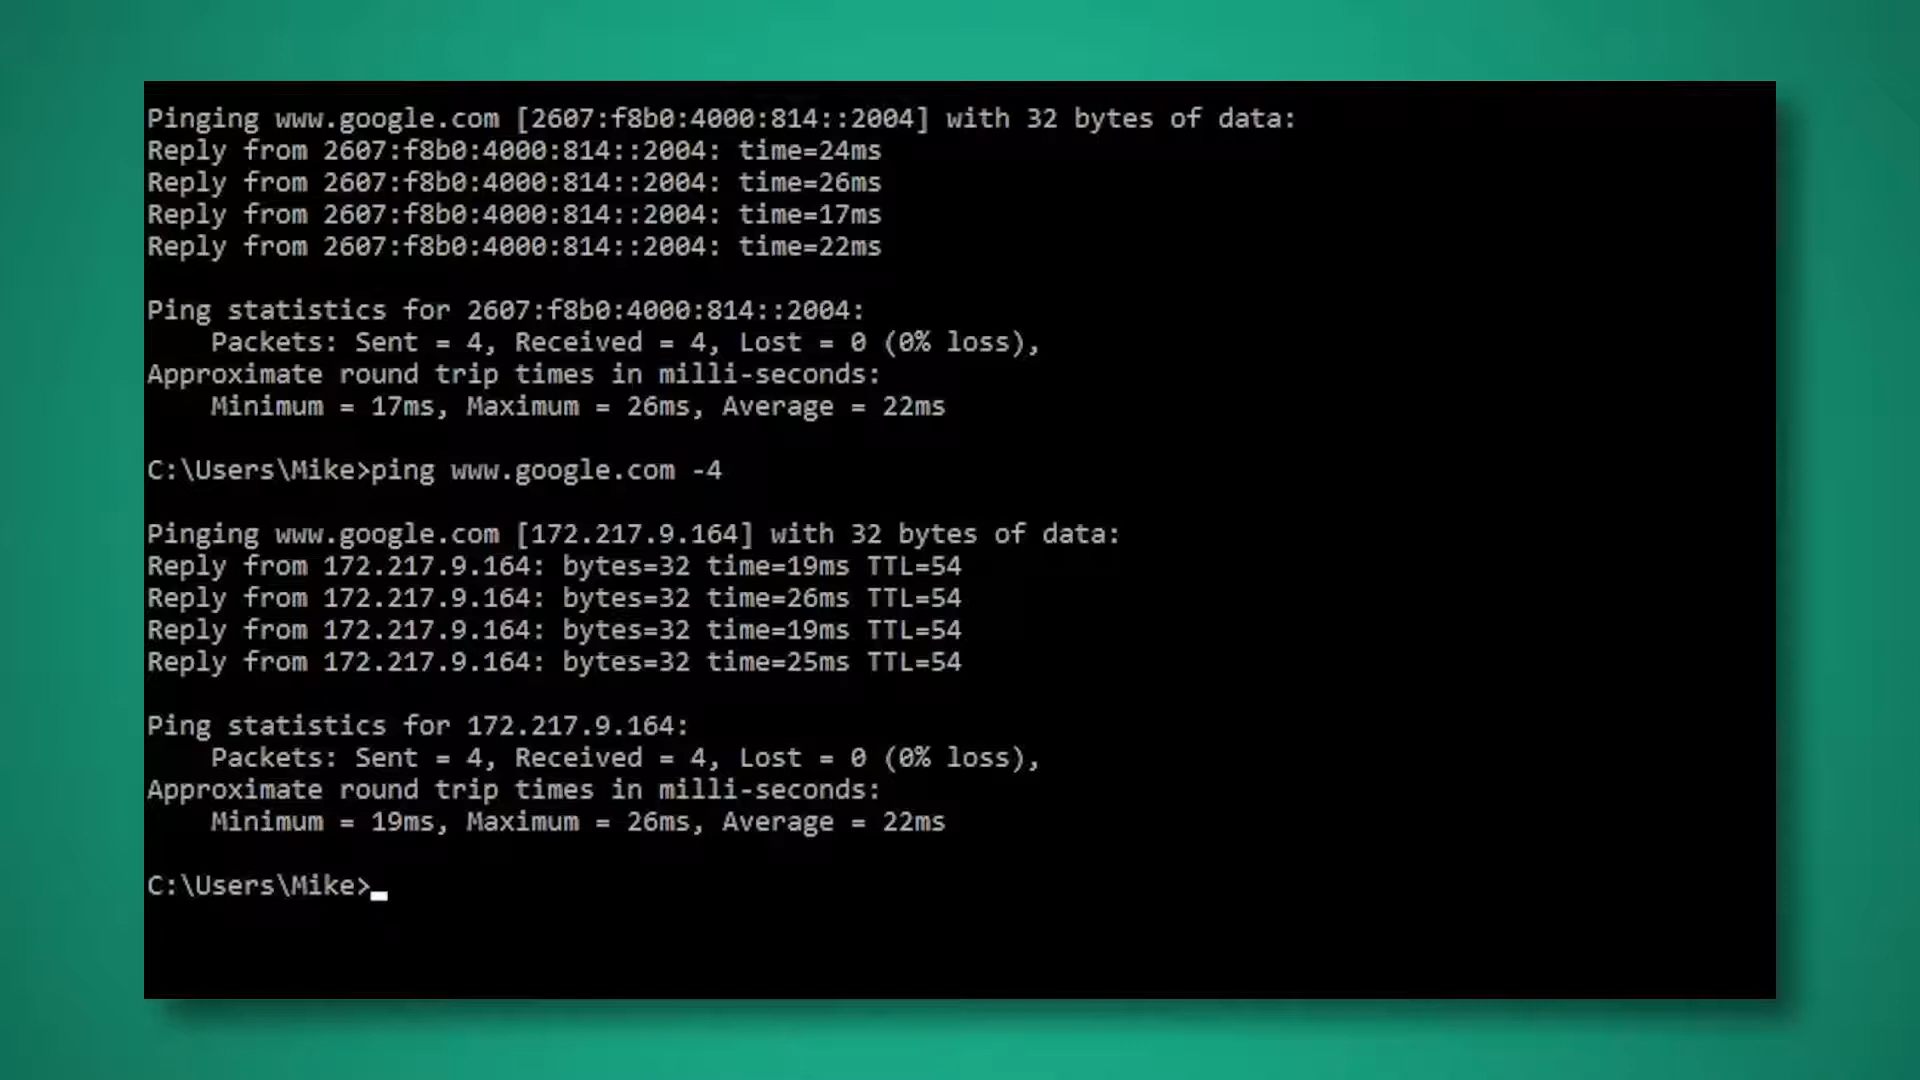 Pinging www.google.com [2607:f8b0:4000:814::2004] with 32 bytes of data:
Reply from 2607:f8b0:4000:814::2004: time=24ms
Reply from 2607:f8b0:4000:814::2004: time=26ms
Reply from 2607:f8b0:4000:814::2004: time=17ms
Reply from 2607:f8b0:4000:814::2004: time=22ms
Ping statistics for 2607:f8b0:4000:814::2004:
Packets: Sent = 4, Received = 4, Lost = 0 (0% loss),
Approximate round trip times in milli-seconds:
Minimum = 17ms, Maximum = 26ms, Average = 22ms
C:\Users\Mike>ping www.google.com -4
Pinging www.google.com [172.217.9.164] with 32 bytes of data:
Reply from 172.217.9.164: bytes=32 time=19ms TTL=54
Reply from 172.217.9.164: bytes=32 time=26ms TTL=54
Reply from 172.217.9.164: bytes=32 time=19ms TTL=54
Reply from 172.217.9.164: bytes=32 time=25ms TTL=54
Ping statistics for 172.217.9.164:
Packets: Sent = 4, Received = 4, Lost = 0 (0% loss),
Approximate round trip times in milli-seconds:
Minimum = 19ms, Maximum = 26ms, Average = 22ms
C:\Users\Mike>